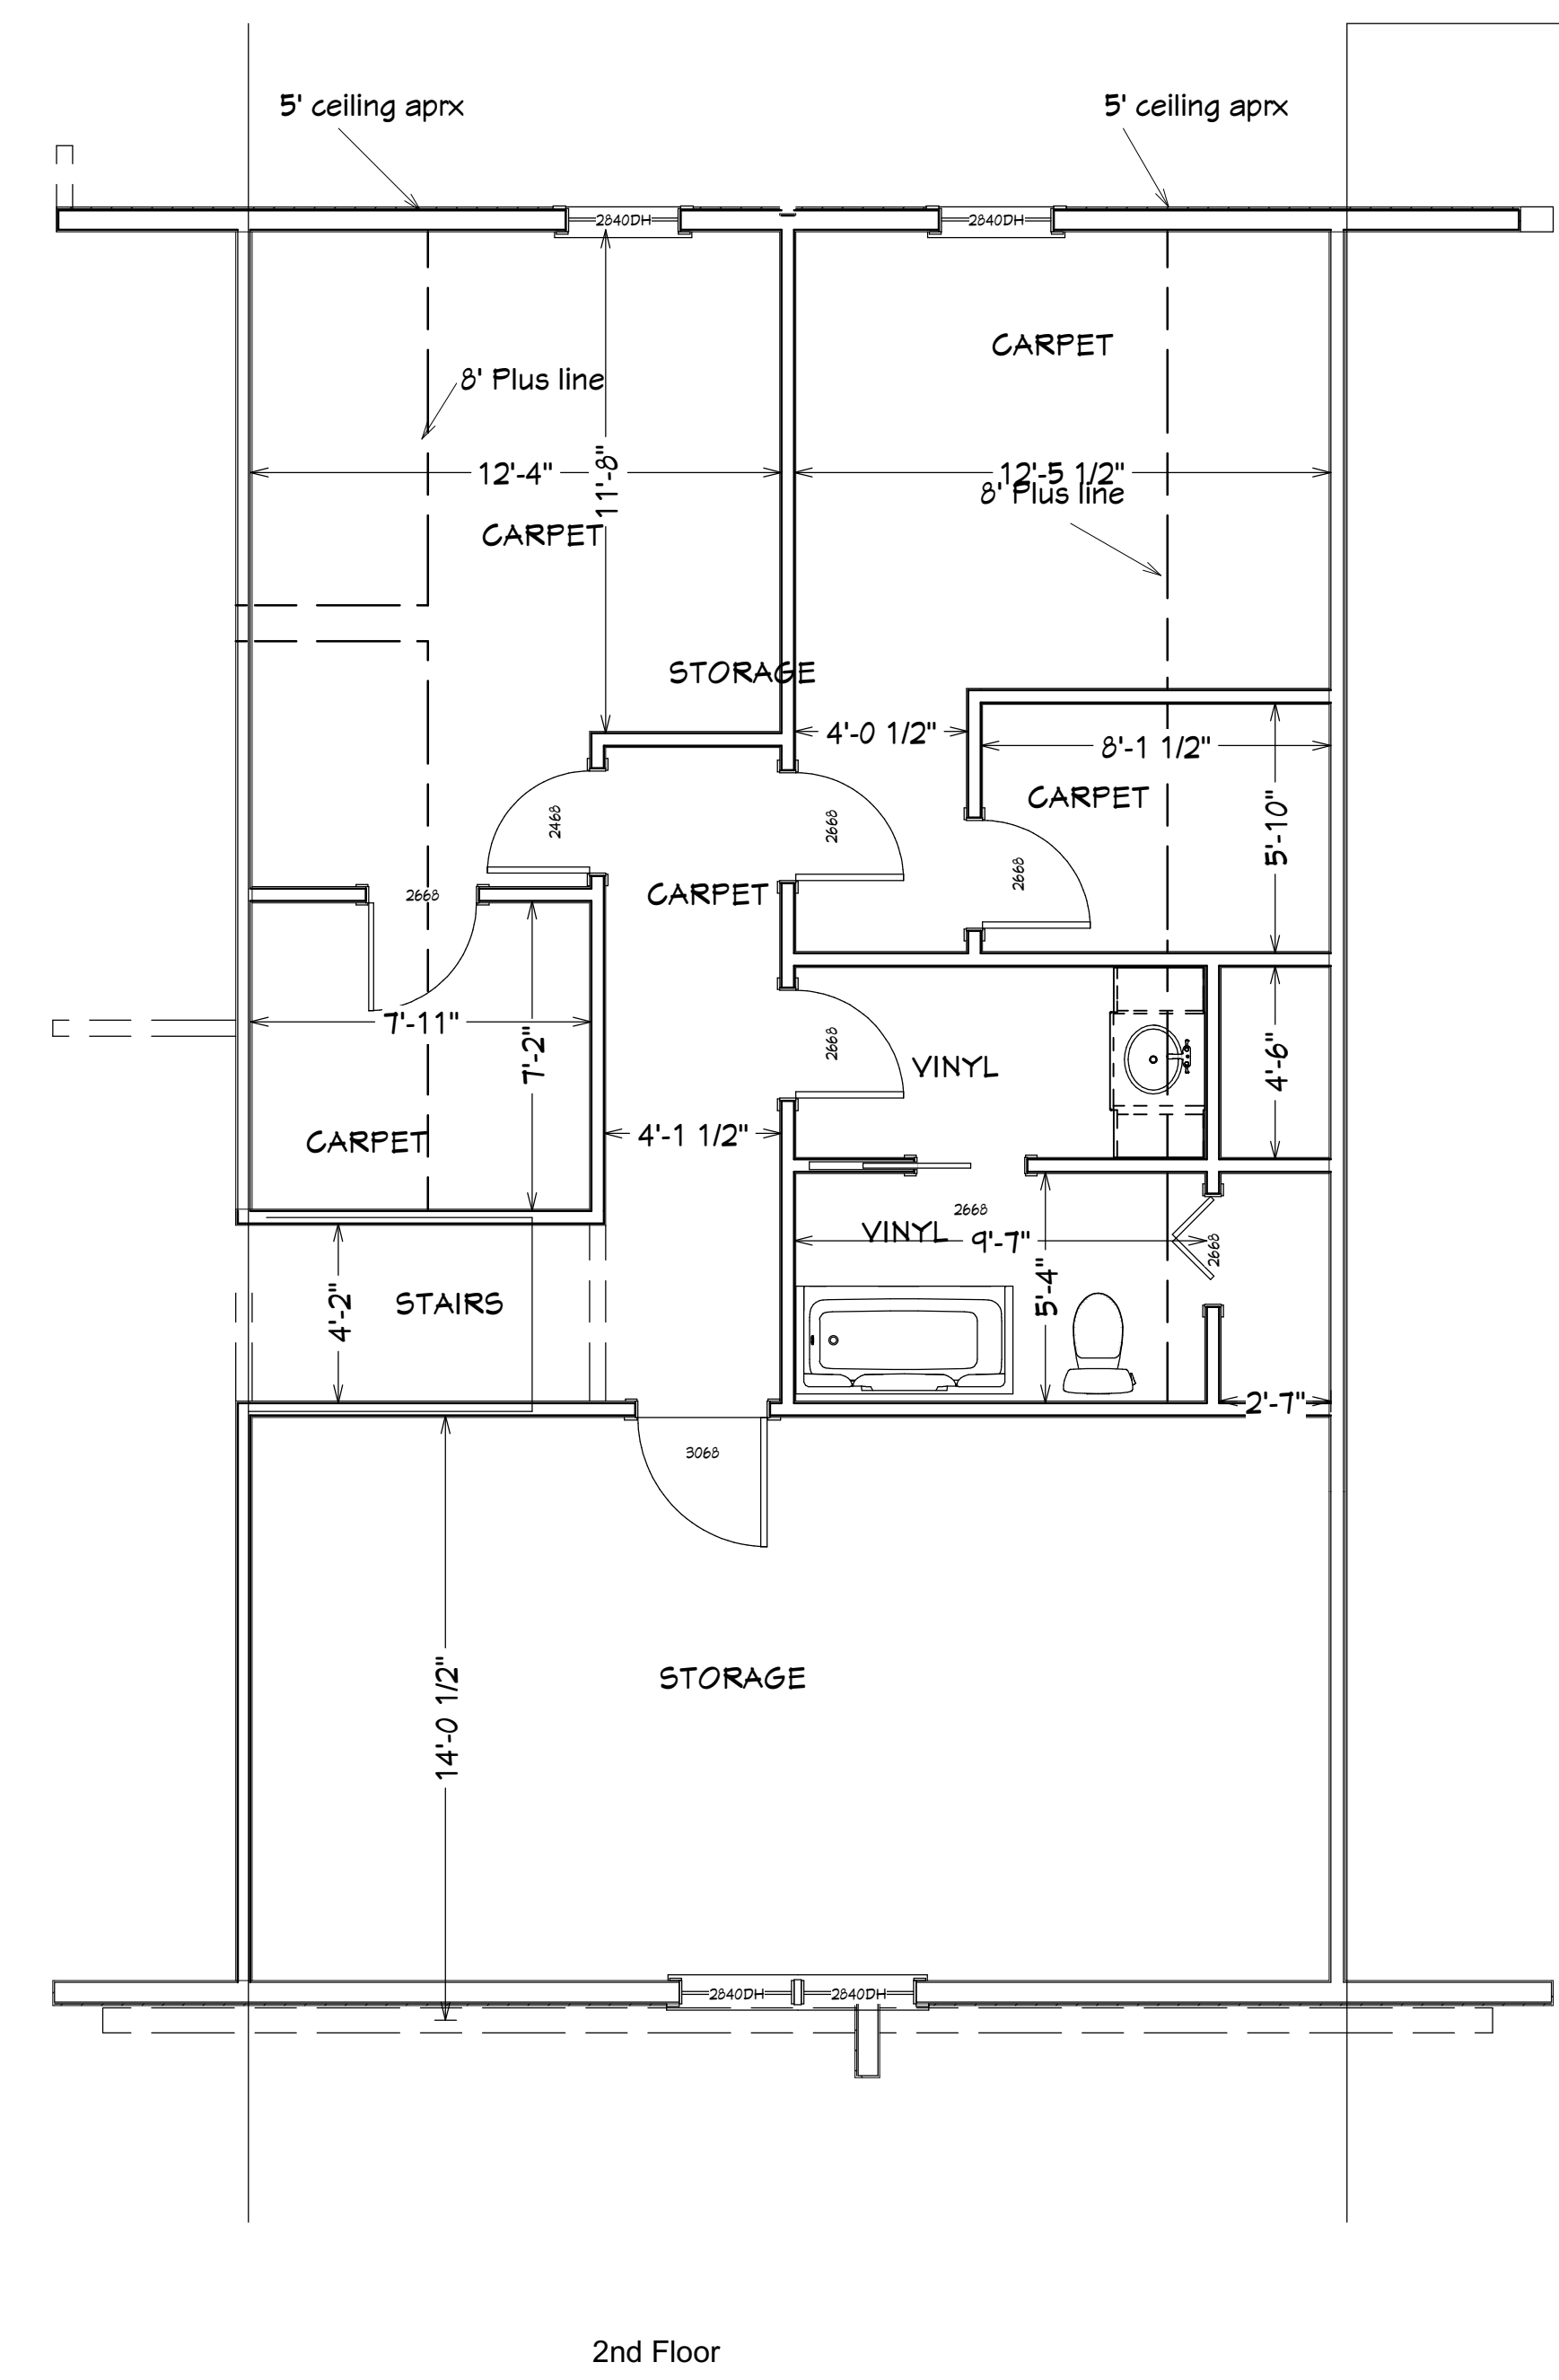 5' ceiling aprx
5' ceiling aprx
2840DH
2840DH
CARPET
8' Plus line
12'-4"
11'-8"
12'-5 1/2"
8' Plus line
CARPET
STORAGE
4'-0 1/2"
8'-1 1/2"
CARPET
2468
2668
2668
5'-10"
CARPET
2668
7'-11"
7'-2"
2668
VINYL
4'-6"
CARPET
4'-1 1/2"
2668
VINYL
9'-7"
2668
5'-4"
4'-2"
STAIRS
2'-7"
3068
STORAGE
14'-0 1/2"
2840DH
2840DH
2nd Floor